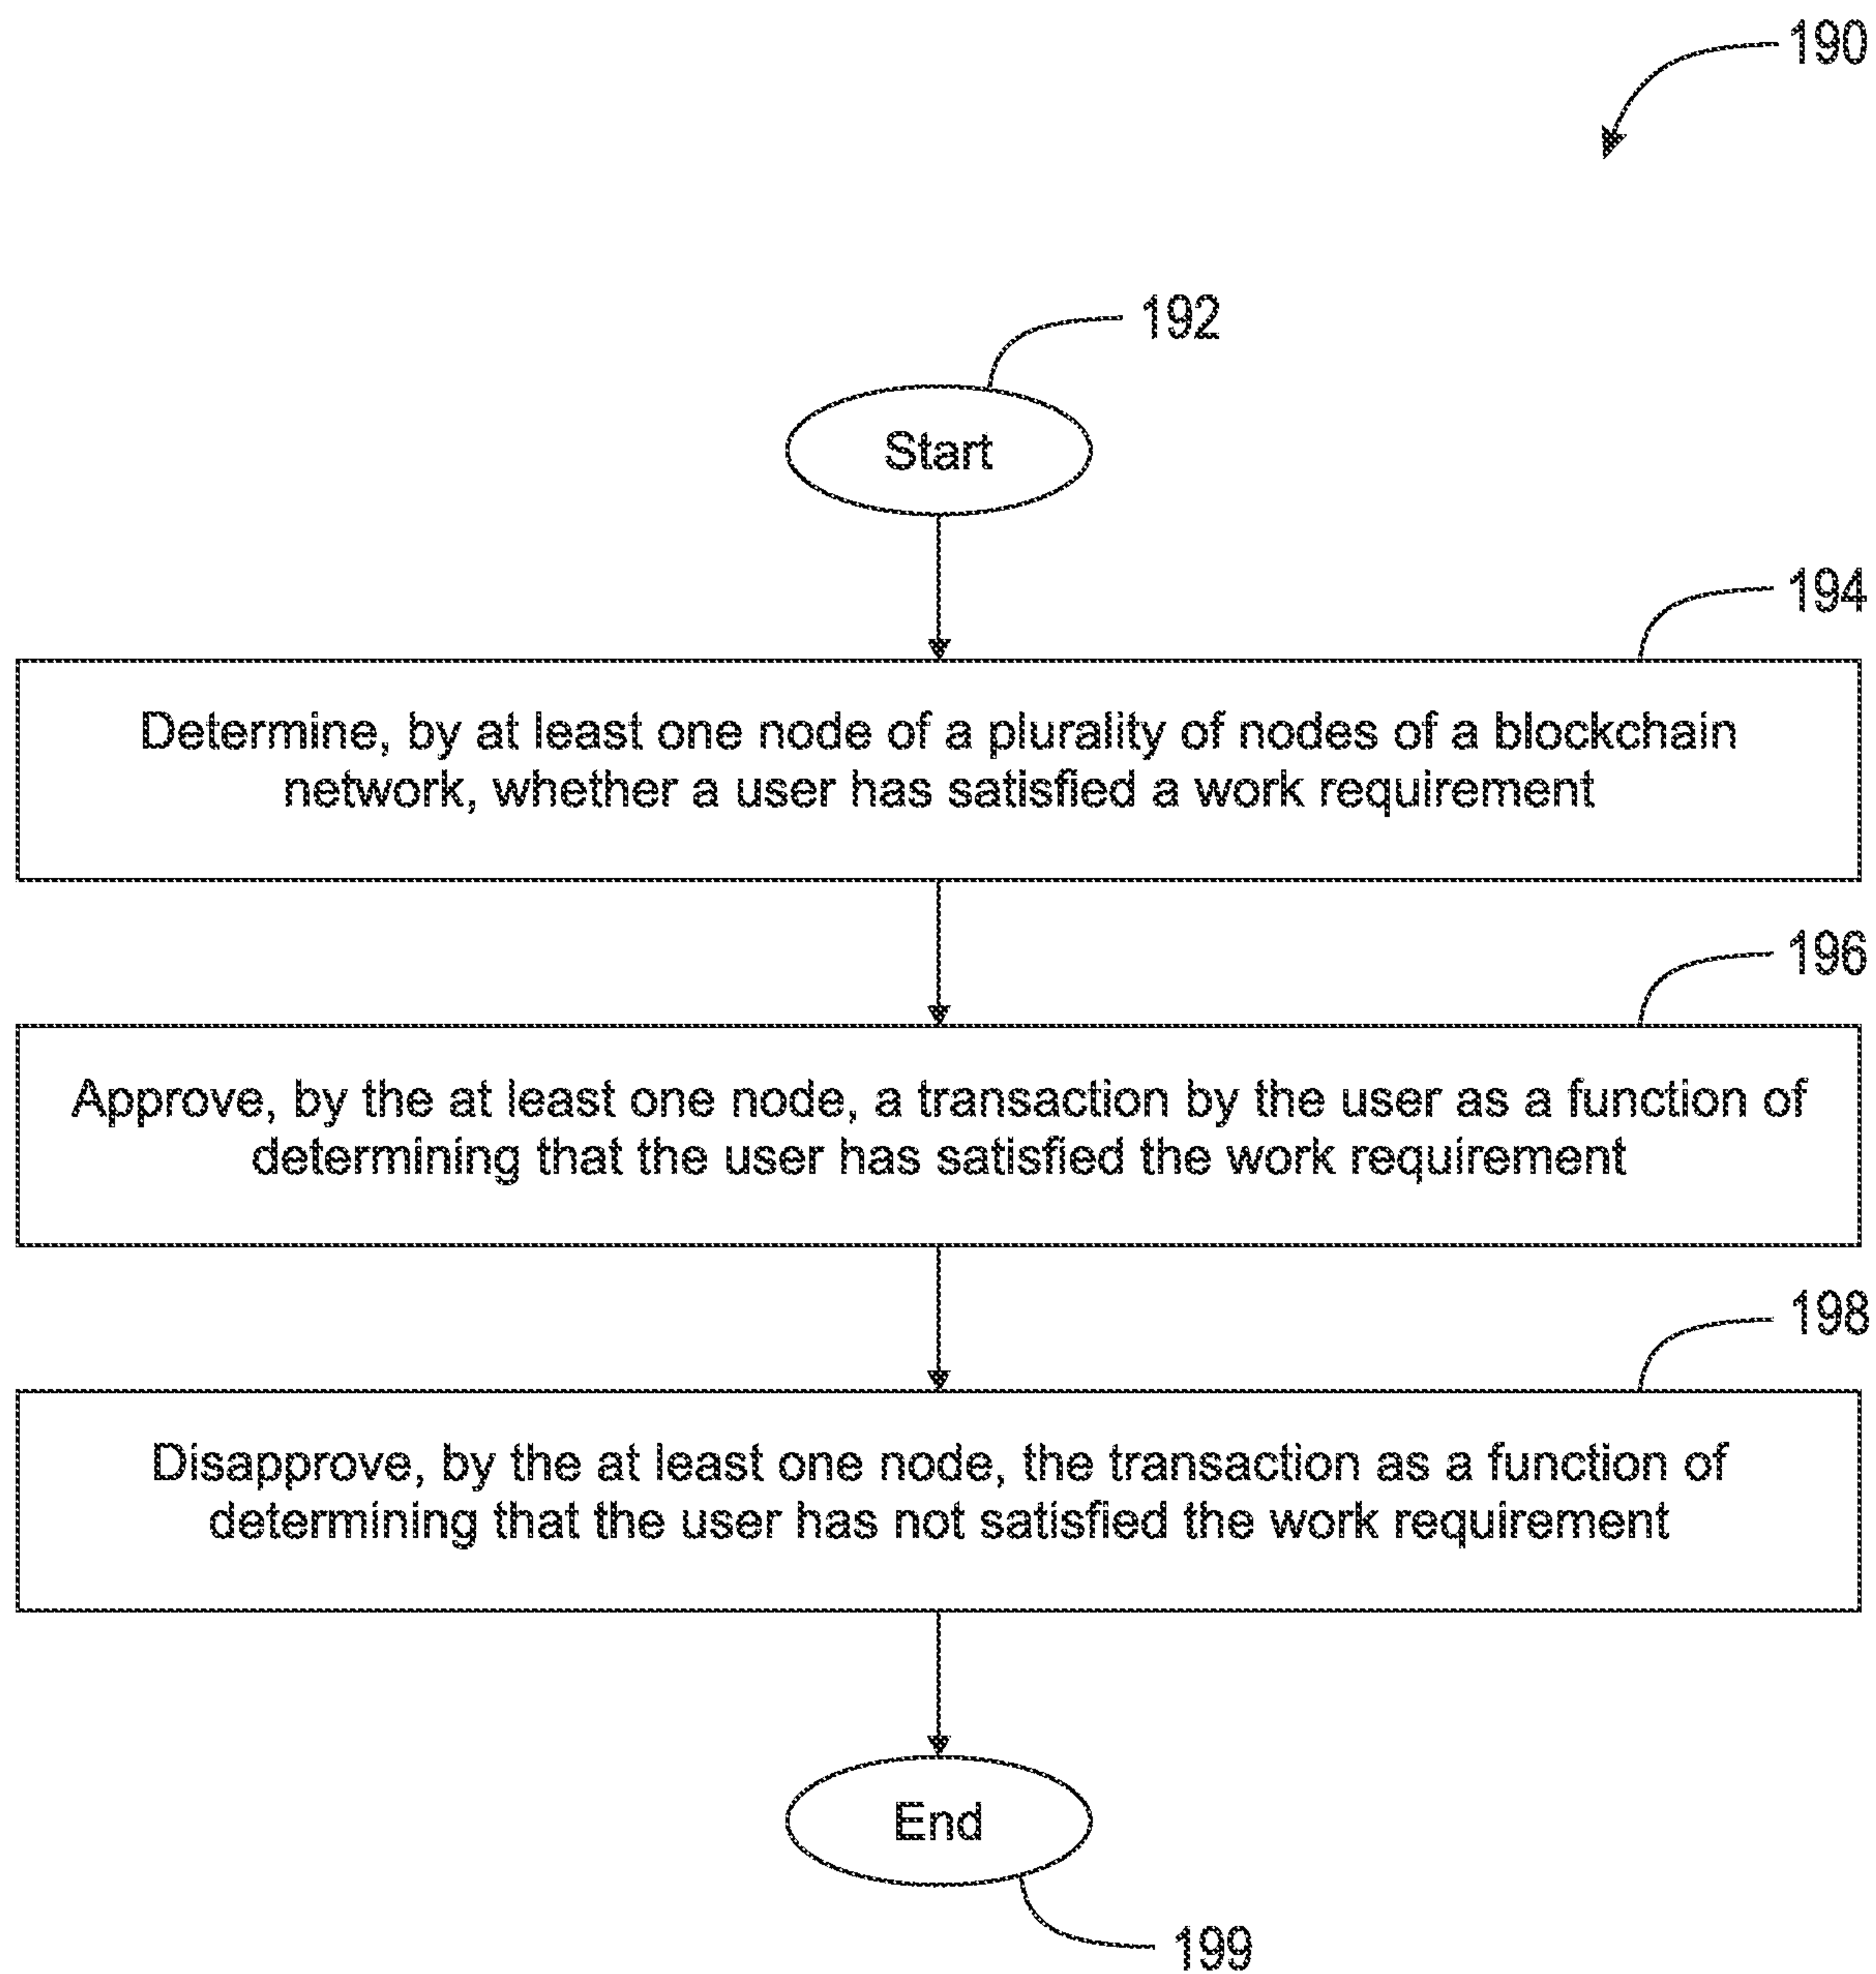 190
192
Start
194
Determine, by at least one node of a plurality of nodes of a blockchain
network, whether a user has satisfied a work requirement
196
Approve, by the at least one node, a transaction by the user as a function of
determining that the user has satisfied the work requirement
198
Disapprove, by the at least one node, the transaction as a function of
determining that the user has not satisfied the work requirement
End
199